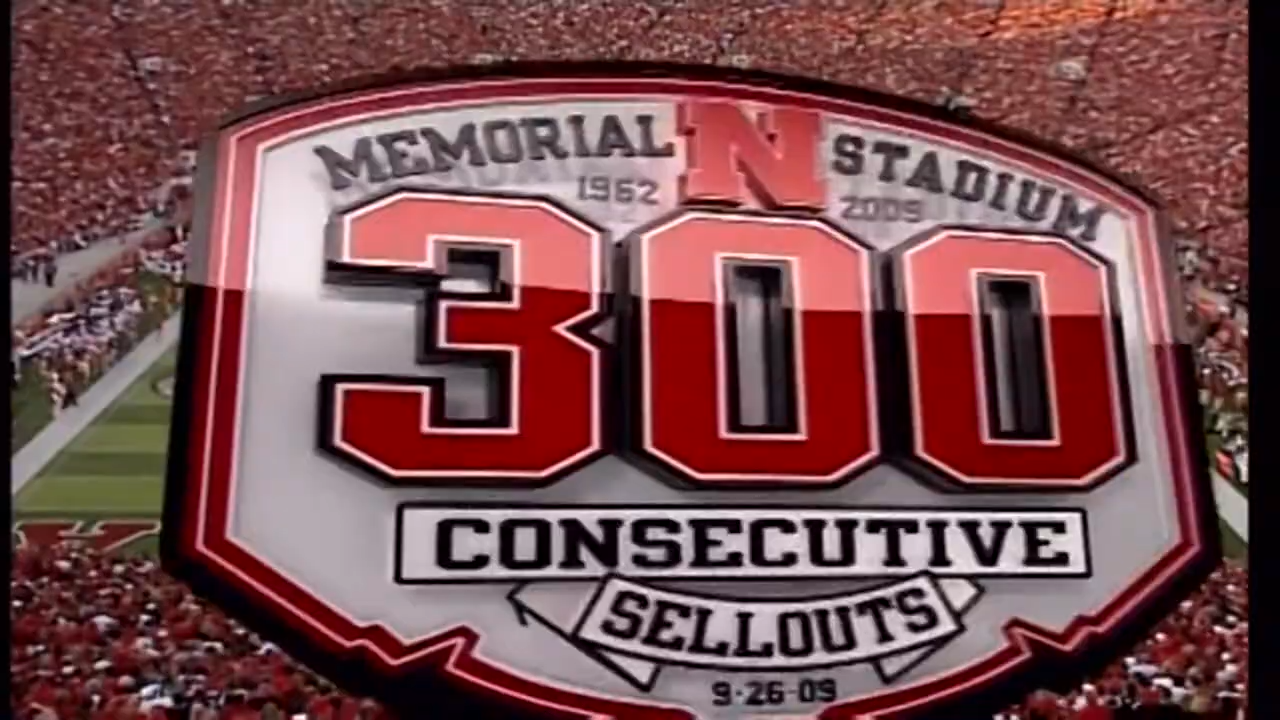 MEMORIAL N STADIUM
1962 2009
300
CONSECUTIVE
SELLOUTS
9-26-09